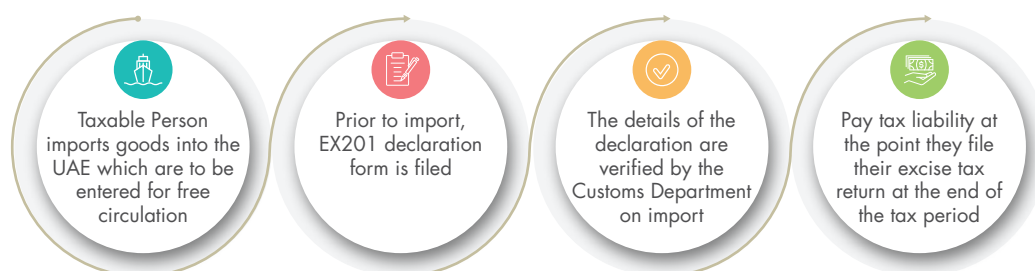 Taxable Person
imports goods into the
UAE which are to be
entered for free
circulation
Prior to import,
EX201 declaration
form is filed
The details of the
declaration are
verified by the
Customs Department
on import
Pay tax liability at
the point they file
their excise tax
return at the end of
the tax period